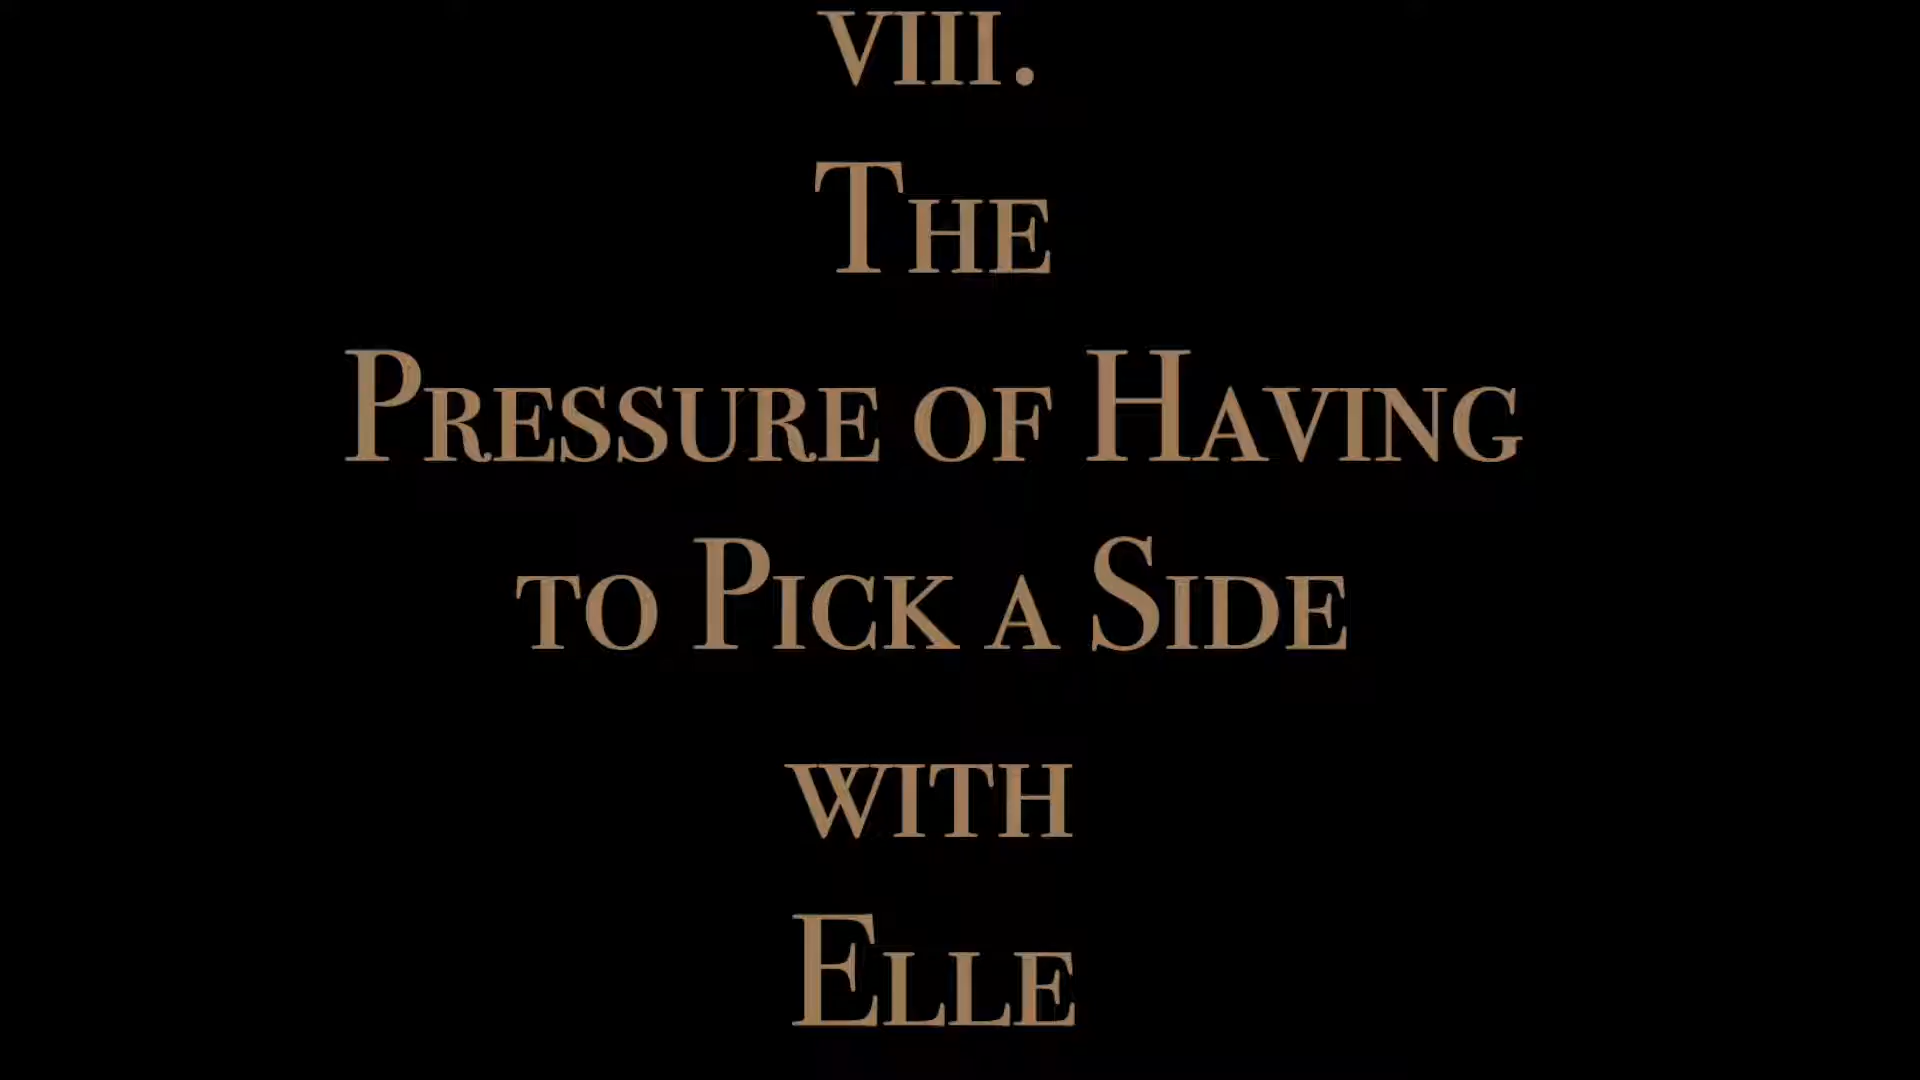 VIII.
THE
PRESSURE OF HAVING
TO PICK A SIDE
WITH
ELLE